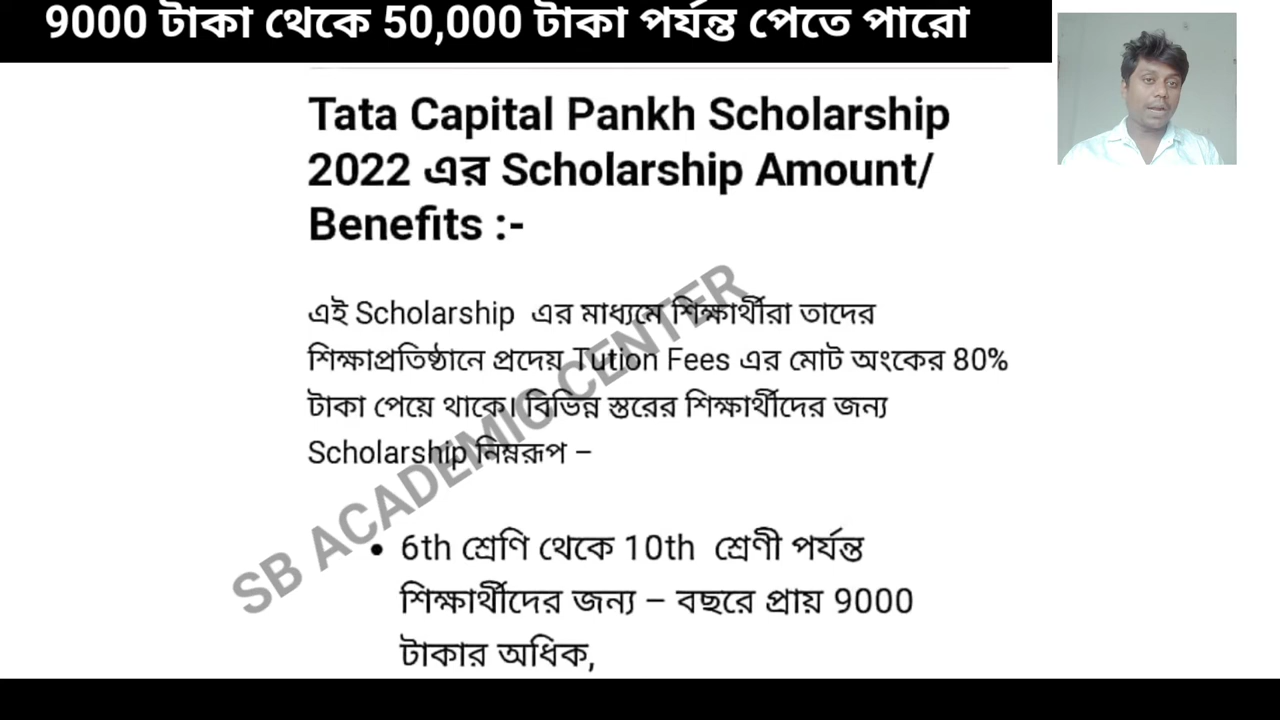 9000 টাকা থেকে 50,000 টাকা পর্যন্ত পেতে পারো
Tata Capital Pankh Scholarship
2022 এর Scholarship Amount/
Benefits :-
এই Scholarship এর মাধ্যমে শিক্ষার্থীরা তাদের
শিক্ষাপ্রতিষ্ঠানে প্রদেয় Tution Fees এর মোট অংকের 80%
টাকা পেয়ে থাকে। বিভিন্ন স্তরের শিক্ষার্থীদের জন্য
Scholarship নিম্নরূপ –
SB ACADEMIC CENTER
• 6th শ্রেণি থেকে 10th শ্রেণী পর্যন্ত
শিক্ষার্থীদের জন্য – বছরে প্রায় 9000
টাকার অধিক,